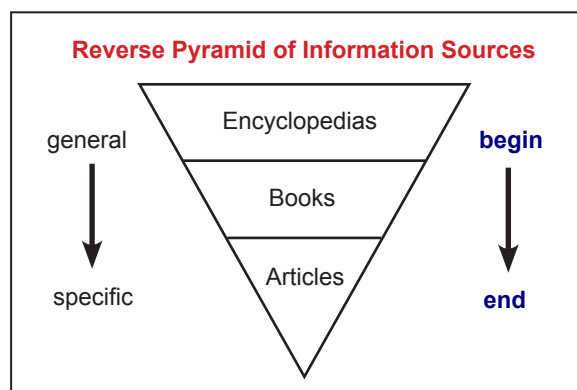 Reverse Pyramid of Information Sources
Encyclopedias
general
begin
Books
Articles
specific
end